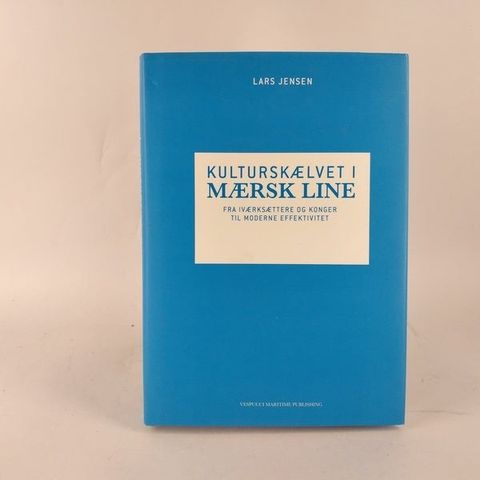 LARS JENSEN
KULTURSKÆLVET I
MÆRSK LINE
FRA IVÆRKSÆTTERE OG KONGER
TIL MODERNE EFFEKTIVITET
VESPUCCI MARITIME PUBLISHING